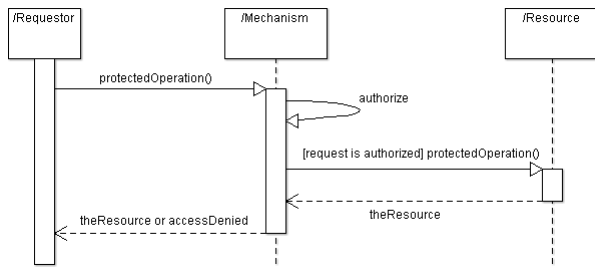 /Requestor
/Mechanism
/Resource
protectedOperation()
authorize
[request is authorized] protectedOperation()
theResource
theResource or accessDenied